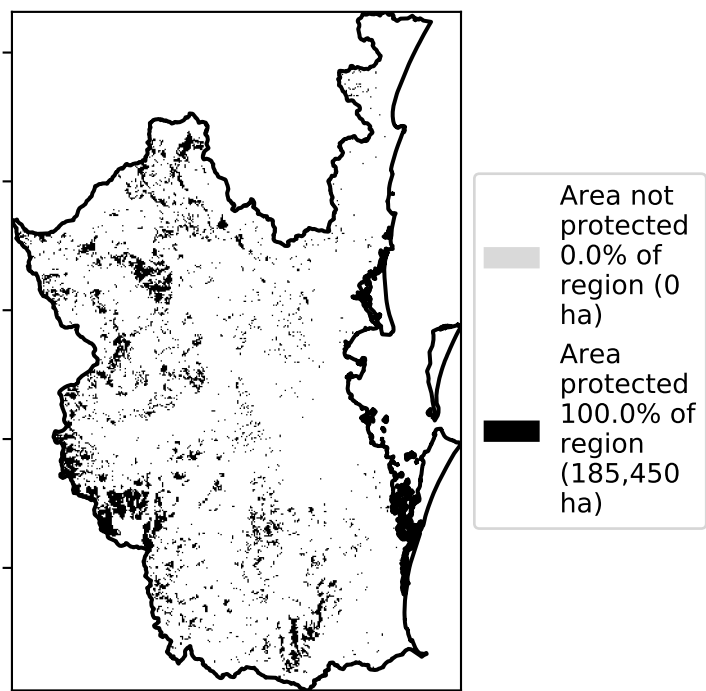 Area not
protected
0.0% of
region (0
ha)
Area
protected
100.0% of
region
(185,450
ha)